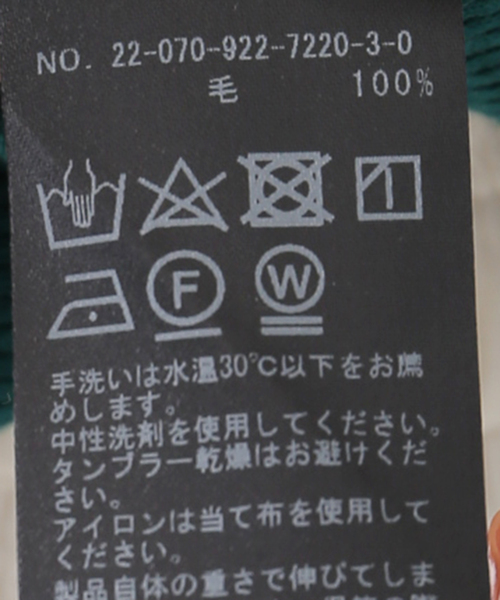 NO. 22-070-922-7220-3-0
毛 100%
F W
手洗いは水温30℃以下をお薦
めします。
中性洗剤を使用してください。
タンブラー乾燥はお避けくだ
さい。
アイロンは当て布を使用して
ください。
製品自体の重さで伸びてしま